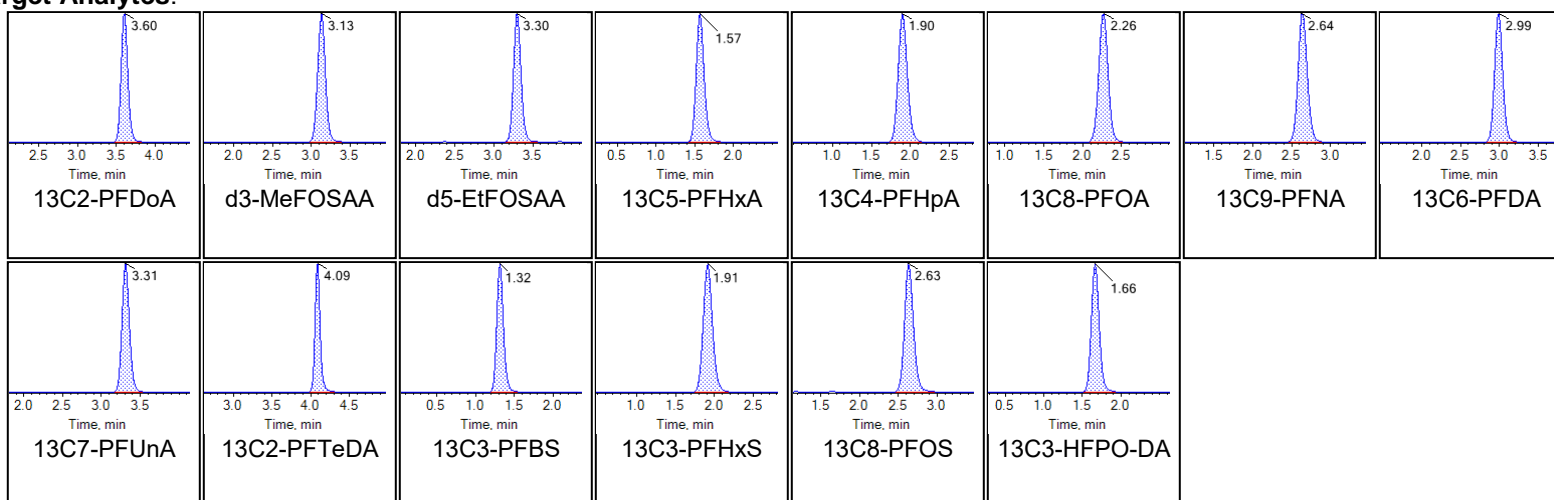 rget Analytes:
3.60 3.13 3.30 1.57 1.90 2.26 2.64 2.99
2.5 3.0 3.5 4.0 2.0 2.5 3.0 3.5 2.0 2.5 3.0 3.5 0.5 1.0 1.5 2.0 1.0 1.5 2.0 2.5 1.0 1.5 2.0 2.5 1.5 2.0 2.5 3.0 2.0 2.5 3.0 3.5
Time, min Time, min Time, min Time, min Time, min Time, min Time, min Time, min
13C2-PFDoA d3-MeFOSAA d5-EtFOSAA 13C5-PFHxA 13C4-PFHpA 13C8-PFOA 13C9-PFNA 13C6-PFDA
3.31 4.09 1.32 1.91 2.63 1.66
2.0 2.5 3.0 3.5 3.0 3.5 4.0 4.5 0.5 1.0 1.5 2.0 1.0 1.5 2.0 2.5 1.5 2.0 2.5 3.0 0.5 1.0 1.5 2.0
Time, min Time, min Time, min Time, min Time, min Time, min
13C7-PFUnA 13C2-PFTeDA 13C3-PFBS 13C3-PFHxS 13C8-PFOS 13C3-HFPO-DA